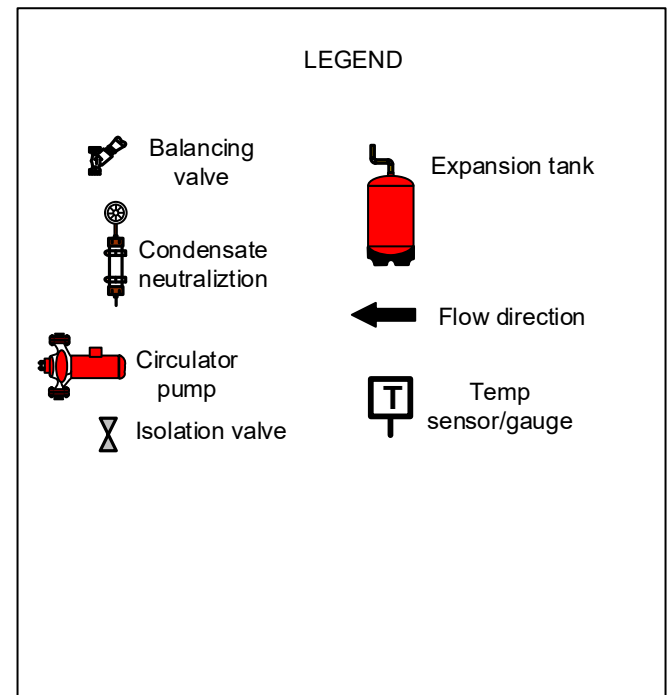 LEGEND
Balancing
valve
Condensate
neutraliztion
Circulator
pump
Isolation valve
Expansion tank
Flow direction
T
Temp
sensor/gauge